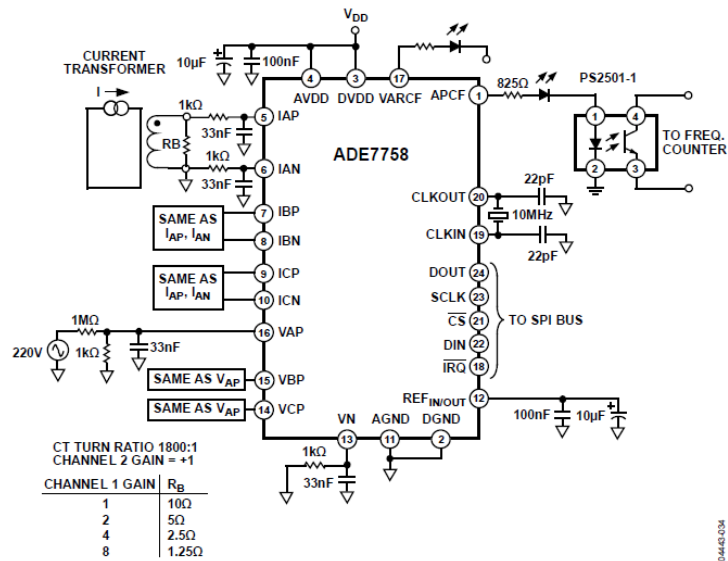 VDD
10µF
100nF
CURRENT
TRANSFORMER
I
825Ω
PS2501-1
4
3
17
AVDD
DVDD
VARCF
APCF
1
1
4
2
3
TO FREQ.
COUNTER
1kΩ
33nF
5
IAP
RB
1kΩ
33nF
6
IAN
ADE7758
SAME AS
IAP, IAN
7
IBP
8
IBN
SAME AS
IAP, IAN
9
ICP
10
ICN
CLKOUT
20
22pF
10MHz
CLKIN
19
22pF
DOUT
24
SCLK
23
CS
21
DIN
22
IRQ
18
TO SPI BUS
1MΩ
220V
1kΩ
33nF
16
VAP
SAME AS VAP
15
VBP
SAME AS VAP
14
VCP
REFIN/OUT
12
100nF
10µF
VN
AGND
DGND
13
11
2
1kΩ
33nF
CT TURN RATIO 1800:1
CHANNEL 2 GAIN = +1
CHANNEL 1 GAIN RB
1 10Ω
2 5Ω
4 2.5Ω
8 1.25Ω
04443-034